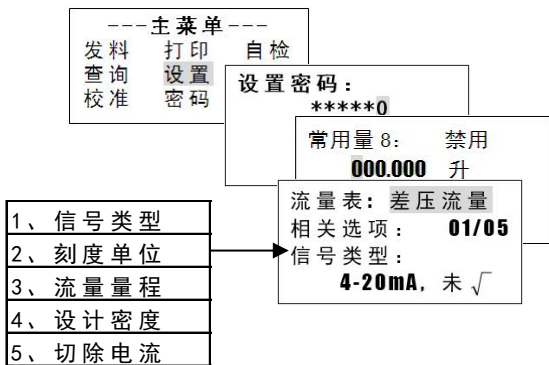 ---主菜单---
发料 打印 自检
查询 设置
校准 密码
设置密码：
*****0
常用量8： 禁用
000.000 升
流量表：差压流量
相关选项： 01/05
信号类型：
4-20mA，未√
1、信号类型
2、刻度单位
3、流量量程
4、设计密度
5、切除电流